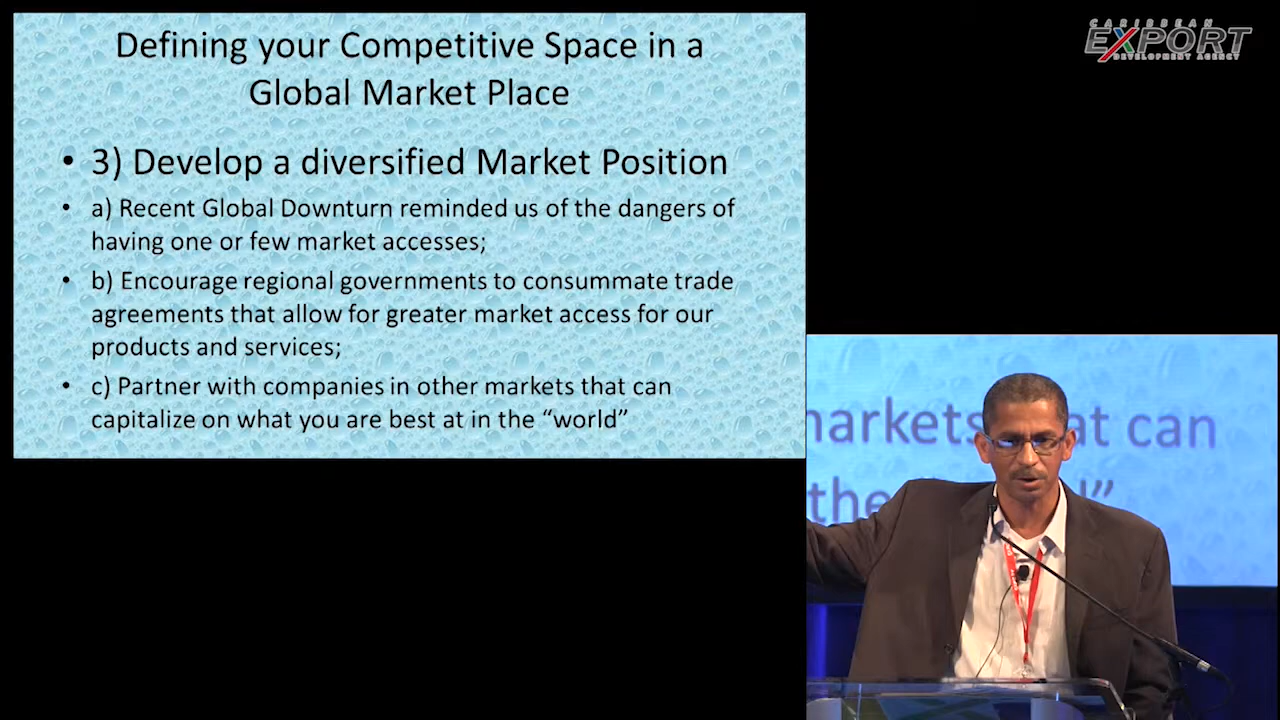 Defining your Competitive Space in a
Global Market Place
• 3) Develop a diversified Market Position
• a) Recent Global Downturn reminded us of the dangers of
having one or few market accesses;
• b) Encourage regional governments to consummate trade
agreements that allow for greater market access for our
products and services;
• c) Partner with companies in other markets that can
capitalize on what you are best at in the “world”
CARIBBEAN
EXPORT
DEVELOPMENT AGENCY
markets that can
the ”